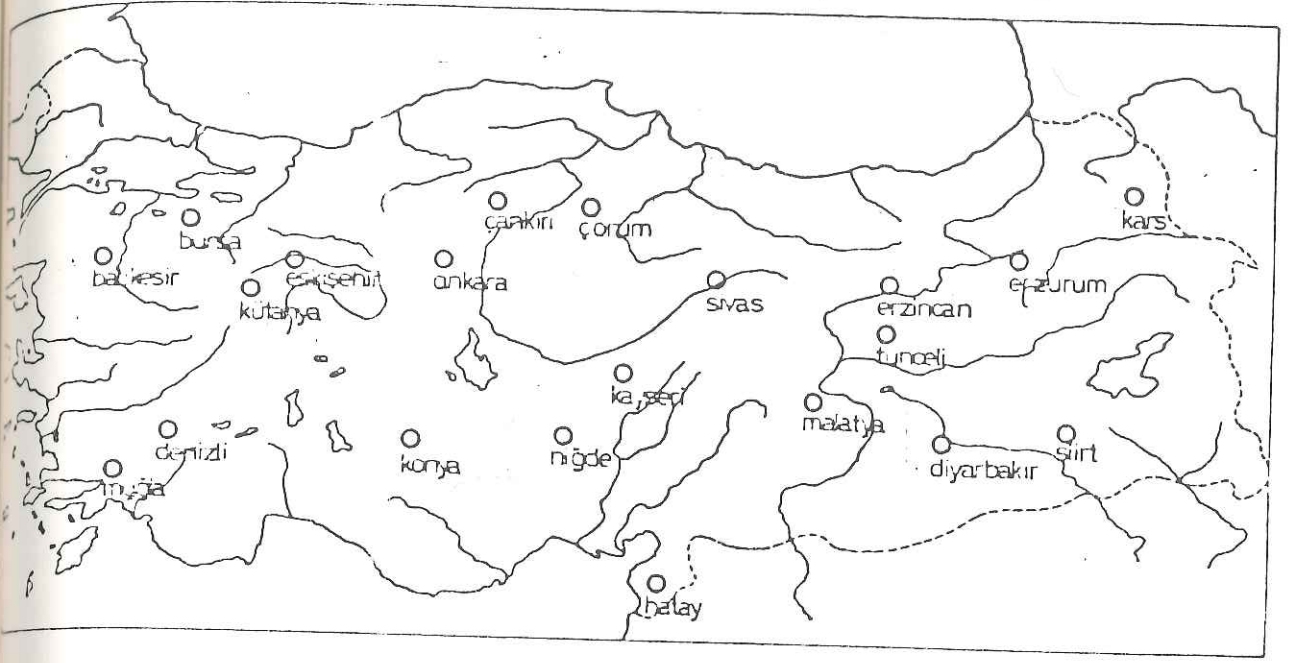 çankırı
çorum
kars
bursa
balıkesir
eskişehir
ankara
kütahya
sivas
erzincan
erzurum
tunceli
kayseri
malatya
denizli
konya
niğde
diyarbakır
siirt
muğla
hatay